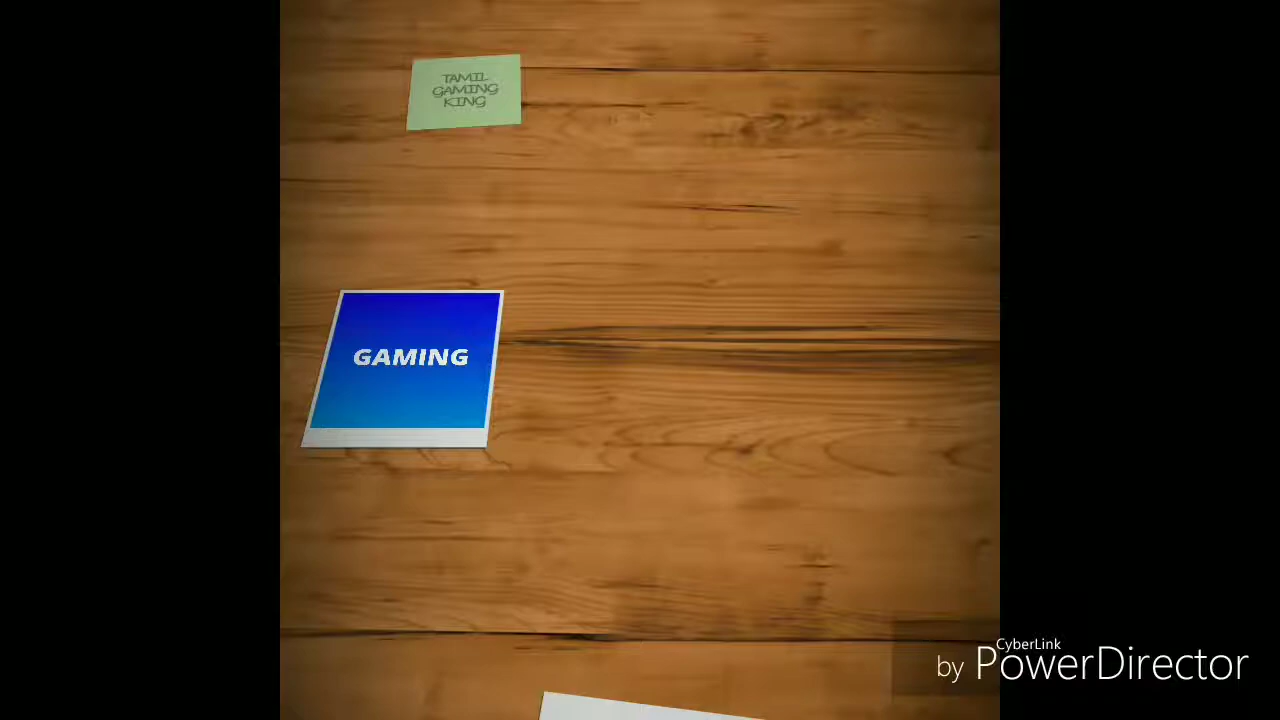 TAMIL
GAMING
KING
GAMING
CyberLink
by PowerDirector